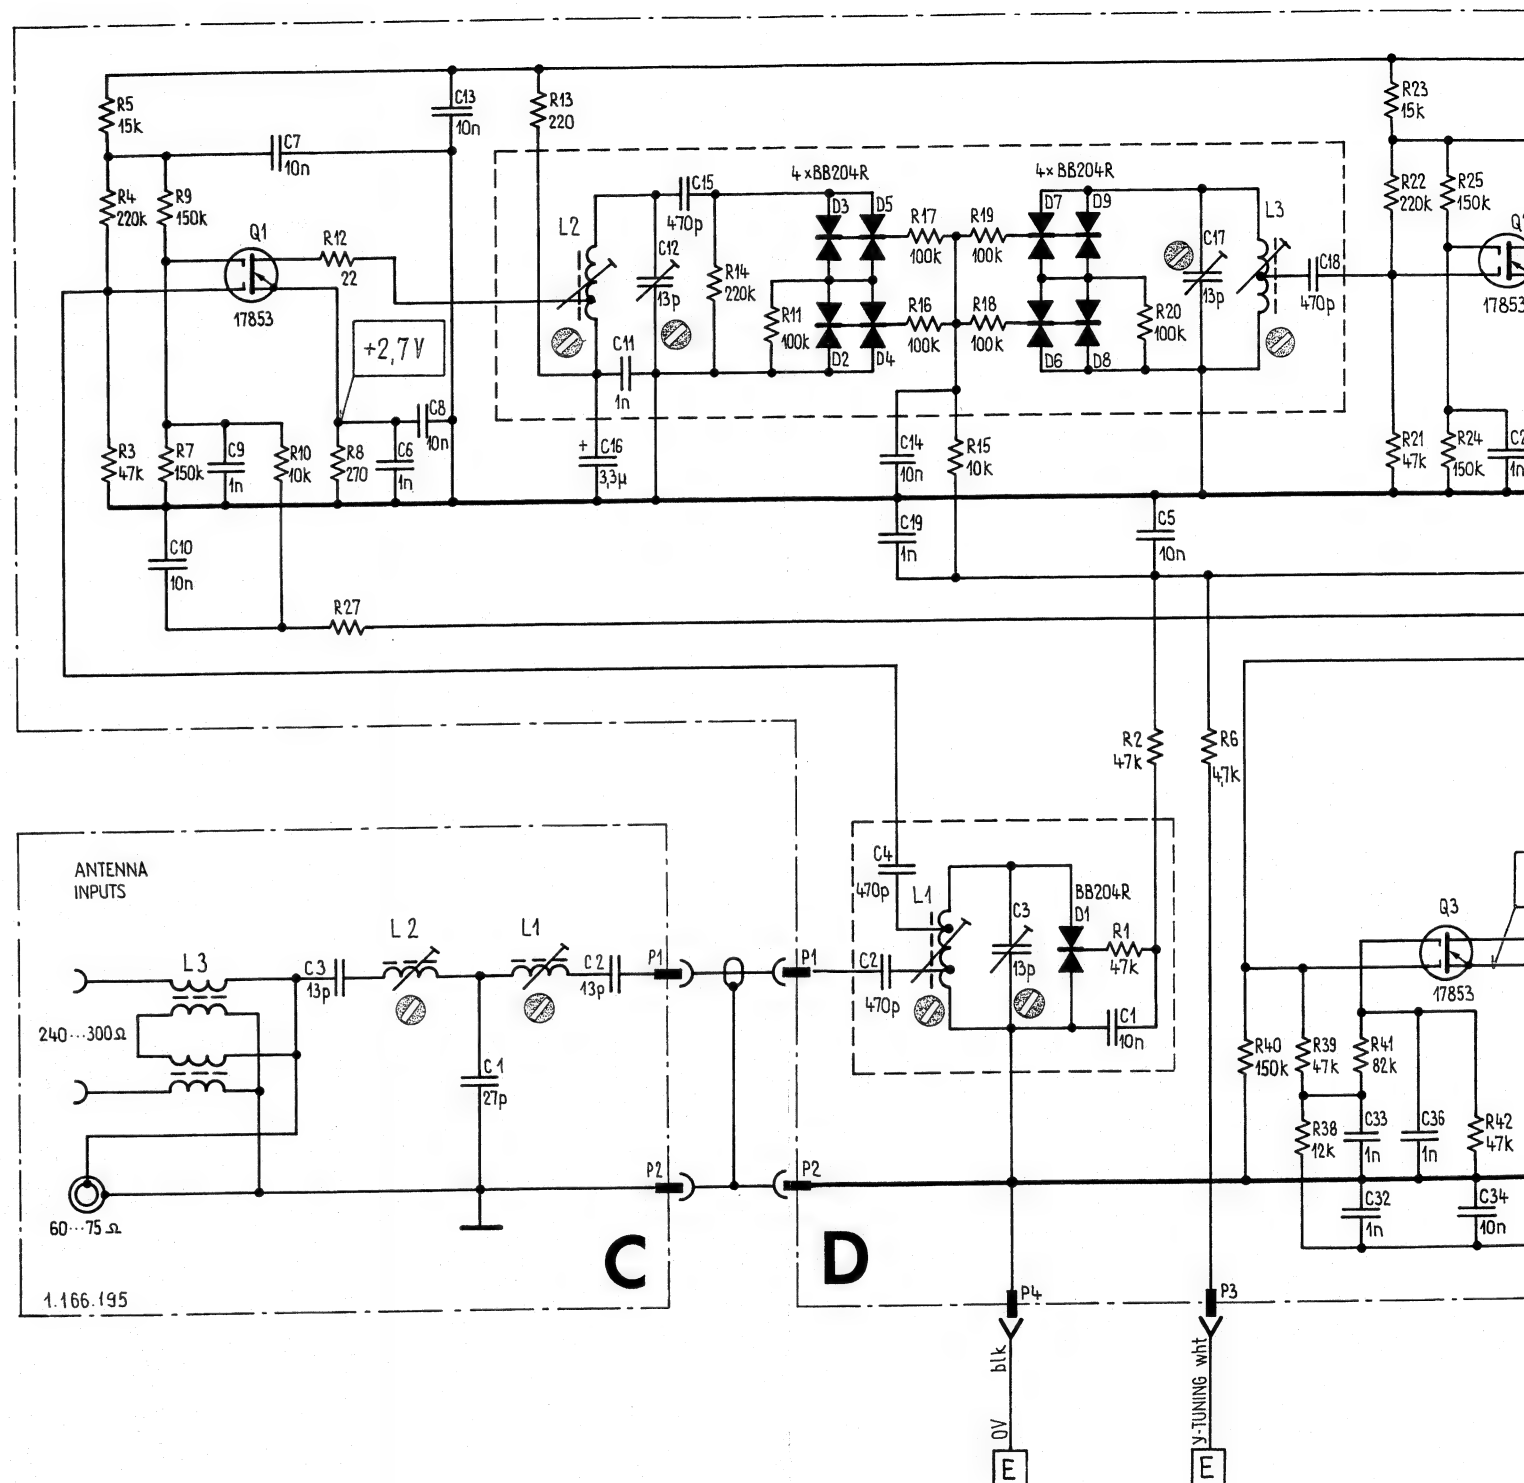 R5
15k
C13
10n
R13
220
R23
15k
C7
10n
R4
220k
R9
150k
Q1
R12
22
17853
+2,7V
L2
C15
470p
C12
13p
R14
220k
4xBB204R
D3
D5
R17
100k
R19
100k
4xBB204R
D7
D9
C17
13p
L3
C18
470p
R22
220k
R25
150k
17853
R11
100k
D2
D4
R16
100k
R18
100k
D6
D8
R20
100k
C11
1n
C8
10n
R3
47k
R7
150k
C9
1n
R10
10k
R8
270
C6
1n
+
C16
3,3µ
C14
10n
R15
10k
R21
47k
R24
150k
1n
C10
10n
C19
1n
C5
10n
R27
R2
47k
R6
4,7k
ANTENNA
INPUTS
L3
240...300Ω
60...75Ω
C3
13p
L2
L1
C2
13p
C1
27p
P1
P2
C
1.166.195
P1
P2
D
C4
470p
C2
470p
L1
C3
13p
BB204R
D1
R1
47k
C1
10n
Q3
17853
R40
150k
R39
47k
R41
82k
R38
12k
C33
1n
C36
1n
R42
47k
C32
1n
C34
10n
P4
P3
blk
0V
E
Y-TUNING wht
E